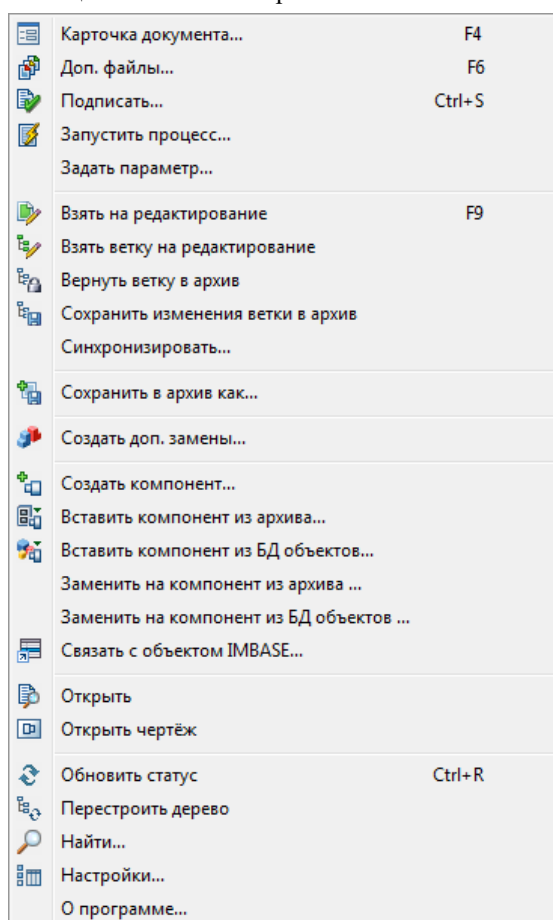 Карточка документа... F4
Доп. файлы... F6
Подписать... Ctrl+S
Запустить процесс...
Задать параметр...
Взять на редактирование F9
Взять ветку на редактирование
Вернуть ветку в архив
Сохранить изменения ветки в архив
Синхронизировать...
Сохранить в архив как...
Создать доп. замены...
Создать компонент...
Вставить компонент из архива...
Вставить компонент из БД объектов...
Заменить на компонент из архива ...
Заменить на компонент из БД объектов ...
Связать с объектом IMBASE...
Открыть
Открыть чертёж
Обновить статус Ctrl+R
Перестроить дерево
Найти...
Настройки...
О программе...